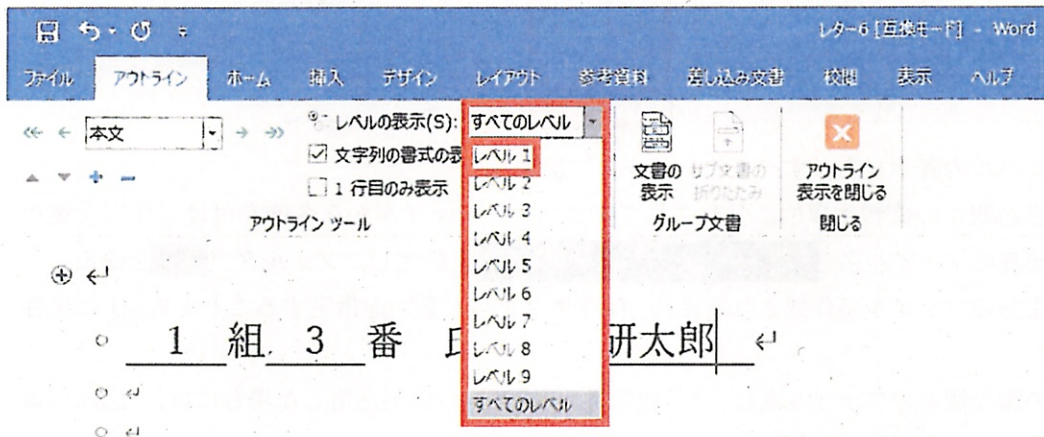 レター6 [互換モード] - Word
ファイル アウトライン ホーム 挿入 デザイン レイアウト 参考資料 差し込み文書 校閲 表示 ヘルプ
本文
レベルの表示(S): すべてのレベル
文字列の書式の表
1 行目のみ表示
アウトライン ツール
レベル 1
レベル 2
レベル 3
レベル 4
レベル 5
レベル 6
レベル 7
レベル 8
レベル 9
すべてのレベル
文書の
表示
サブ文書の
折りたたみ
グループ文書
アウトライン
表示を閉じる
閉じる
1 組 3 番 研太郎